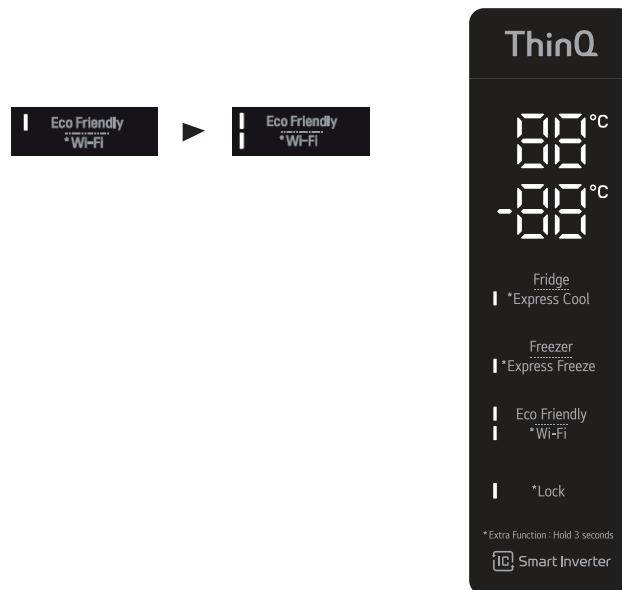 Eco Friendly
*Wi-Fi
Eco Friendly
*Wi-Fi
ThinQ
88°C
-88°C
Fridge
*Express Cool
Freezer
*Express Freeze
Eco Friendly
*Wi-Fi
*Lock
*Extra Function : Hold 3 seconds
IC Smart Inverter